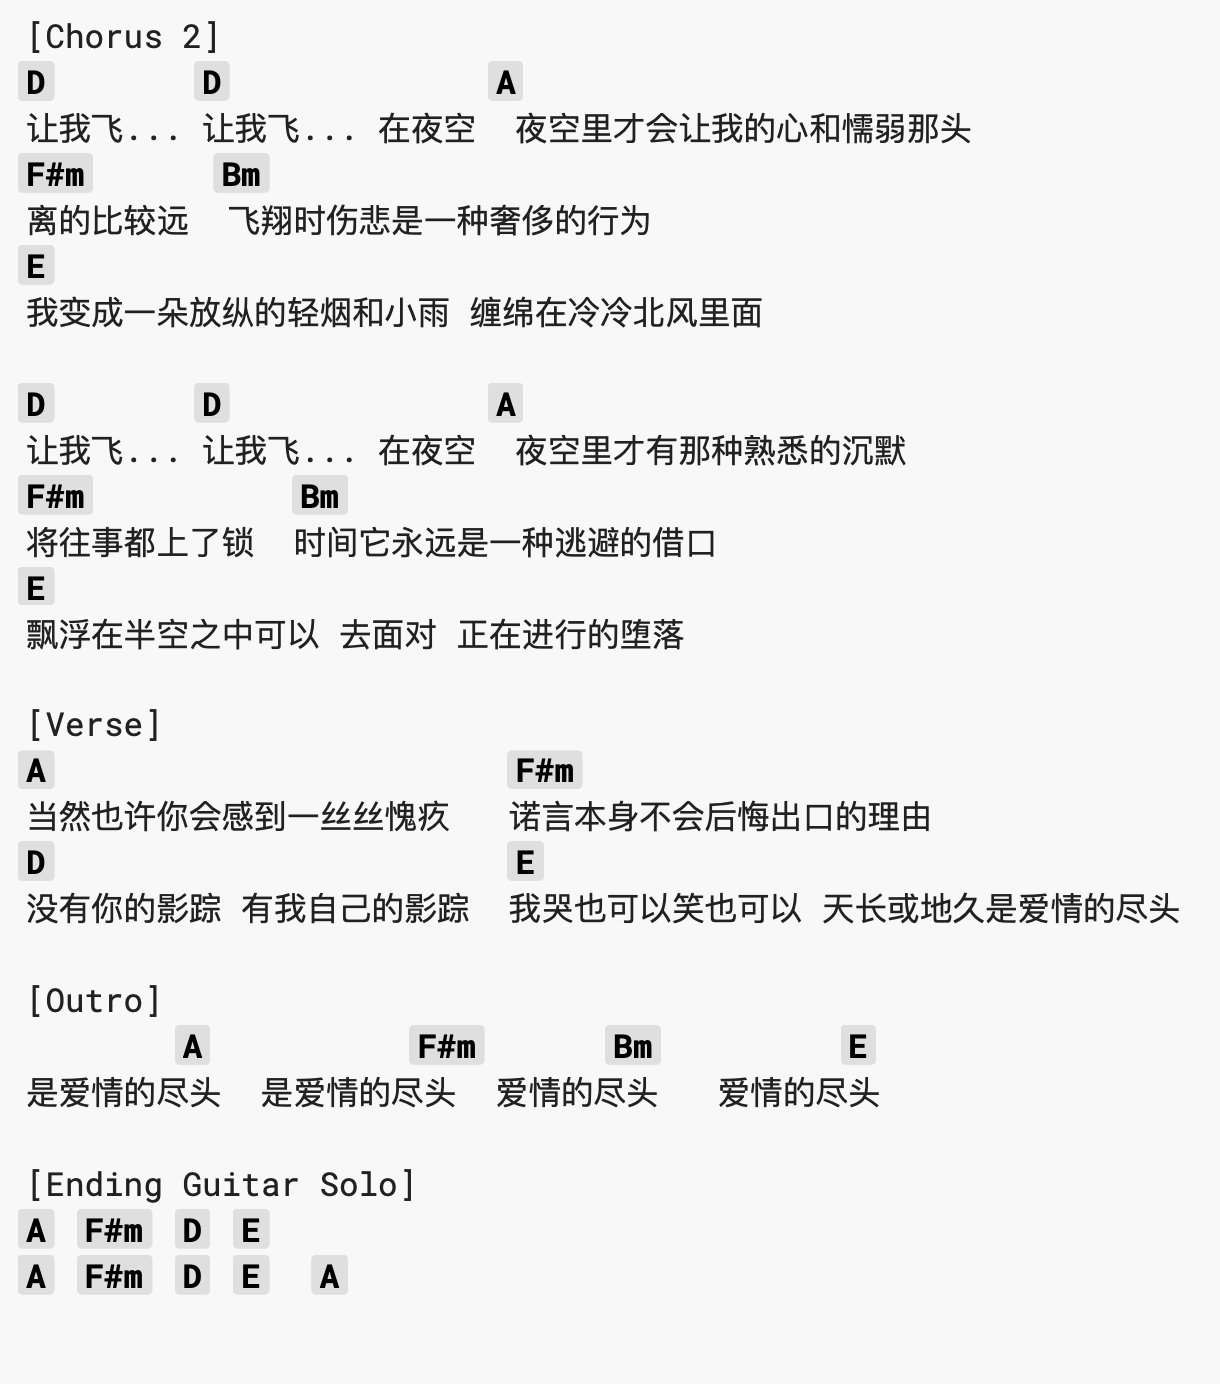 [Chorus 2]
D D A
让我飞... 让我飞... 在夜空 夜空里才会让我的心和懦弱那头
F#m Bm
离的比较远 飞翔时伤悲是一种奢侈的行为
E
我变成一朵放纵的轻烟和小雨 缠绵在冷冷北风里面
D D A
让我飞... 让我飞... 在夜空 夜空里才有那种熟悉的沉默
F#m Bm
将往事都上了锁 时间它永远是一种逃避的借口
E
飘浮在半空之中可以 去面对 正在进行的堕落
[Verse]
A F#m
当然也许你会感到一丝丝愧疚 诺言本身不会后悔出口的理由
D E
没有你的影踪 有我自己的影踪 我哭也可以笑也可以 天长或地久是爱情的尽头
[Outro]
A F#m Bm E
是爱情的尽头 是爱情的尽头 爱情的尽头 爱情的尽头
[Ending Guitar Solo]
A F#m D E
A F#m D E A